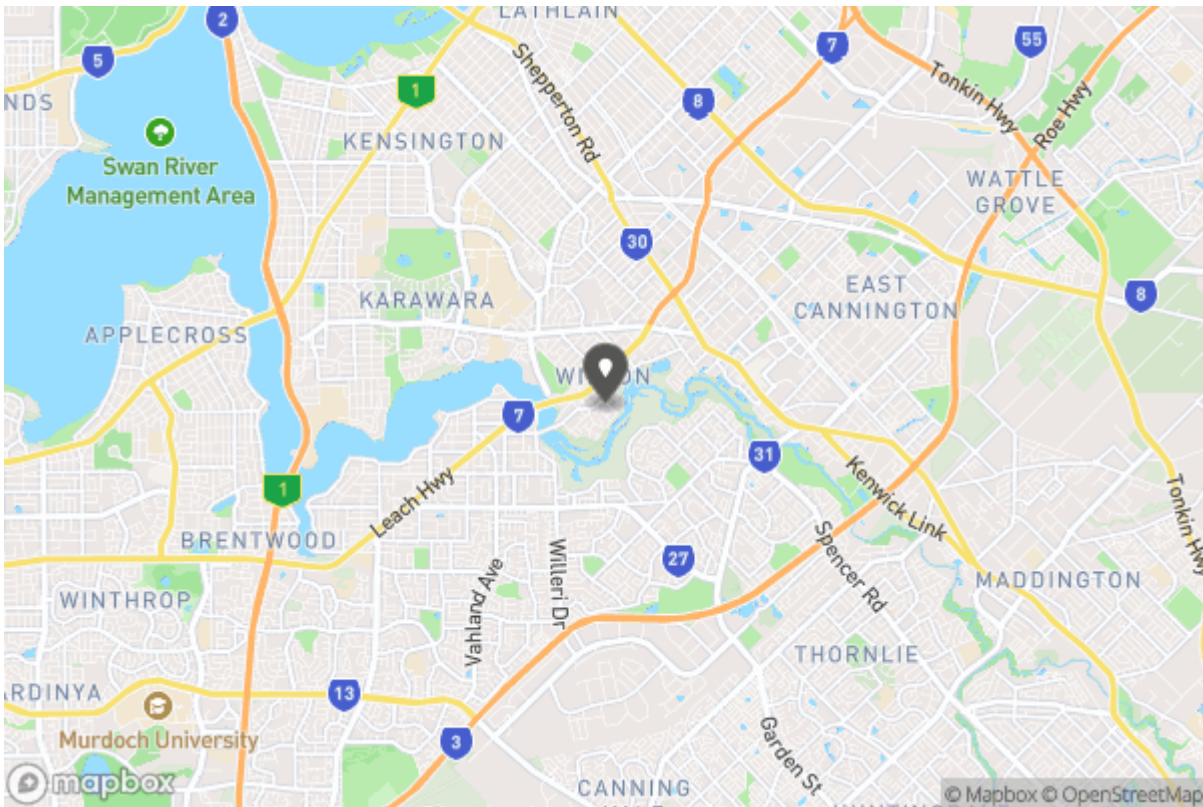 LATHLAIN
2
5
7
55
1
8
Tonkin Hwy
Roe Hwy
NDS
Shepperton Rd
KENSINGTON
Swan River
Management Area
WATTLE
GROVE
30
EAST
CANNINGTON
8
KARAWARA
APPLECROSS
7
31
Leach Hwy
Kenwick Link
Tonkin Hwy
1
BRENTWOOD
27
Spencer Rd
MADDINGTON
Vahland Ave
Willeri Dr
WINTHROP
THORNLIE
ARDINYA
13
Murdoch University
3
Garden St
CANNING
mapbox
© Mapbox © OpenStreetMap